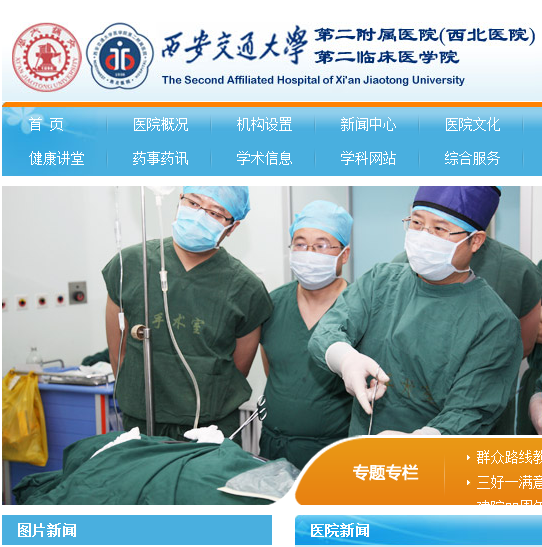 西安交通大学
第二附属医院(西北医院)
第二临床医学院
The Second Affiliated Hospital of Xi'an Jiaotong University
首 页 医院概况 机构设置 新闻中心 医院文化
健康讲堂 药事药讯 学术信息 学科网站 综合服务
手术室
专题专栏
群众路线教
三好一满意
图片新闻 医院新闻